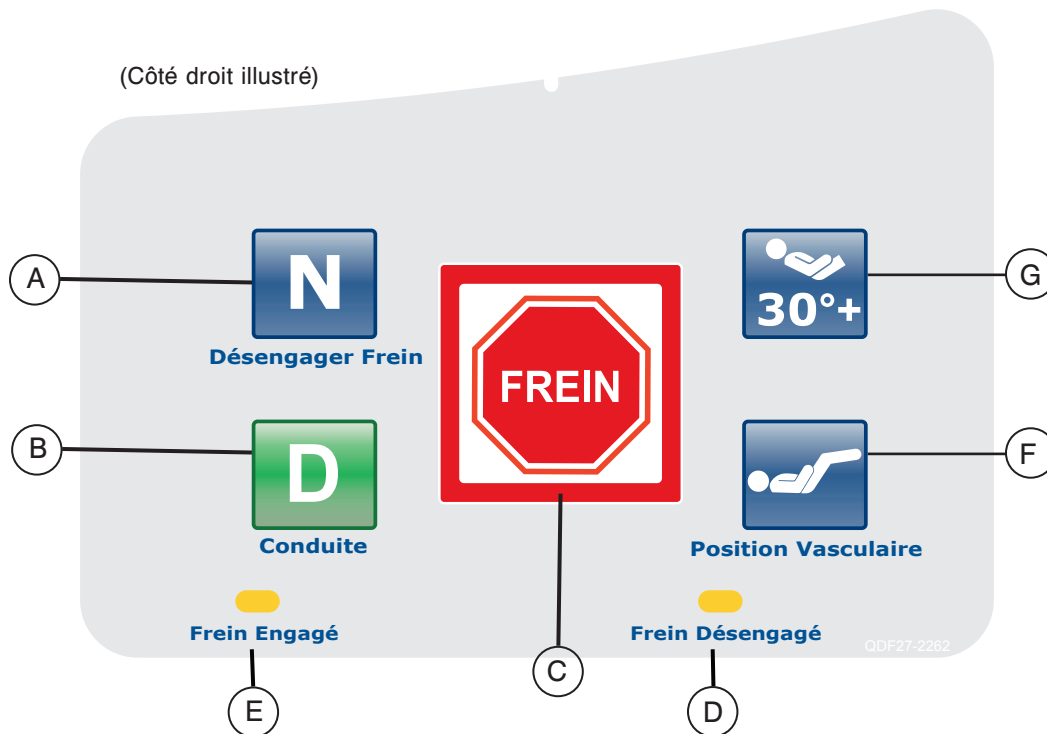 (Côté droit illustré)
A
N
Désengager Frein
B
D
Conduite
FREIN
30°+
G
F
Position Vasculaire
Frein Engagé
Frein Désengagé
QDF27-2262
E
C
D